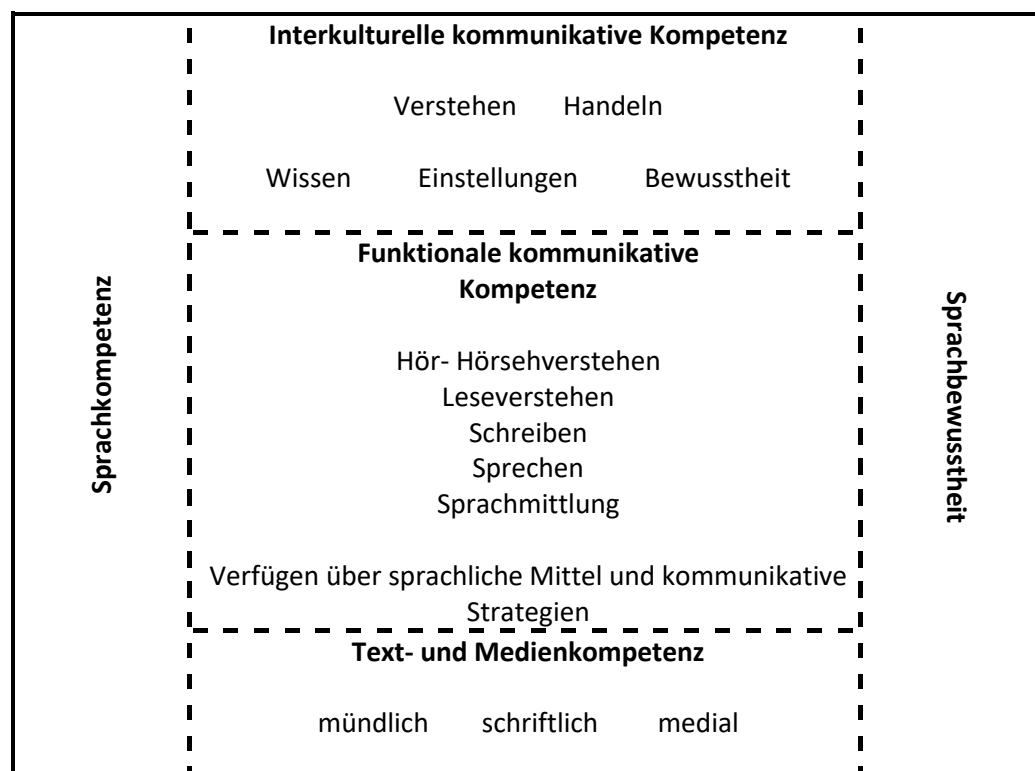 Interkulturelle kommunikative Kompetenz
Verstehen Handeln
Wissen Einstellungen Bewusstheit
Funktionale kommunikative
Kompetenz
Hör- Hörsehverstehen
Leseverstehen
Schreiben
Sprechen
Sprachmittlung
Verfügen über sprachliche Mittel und kommunikative
Strategien
Text- und Medienkompetenz
mündlich schriftlich medial
Sprachkompetenz
Sprachbewusstheit